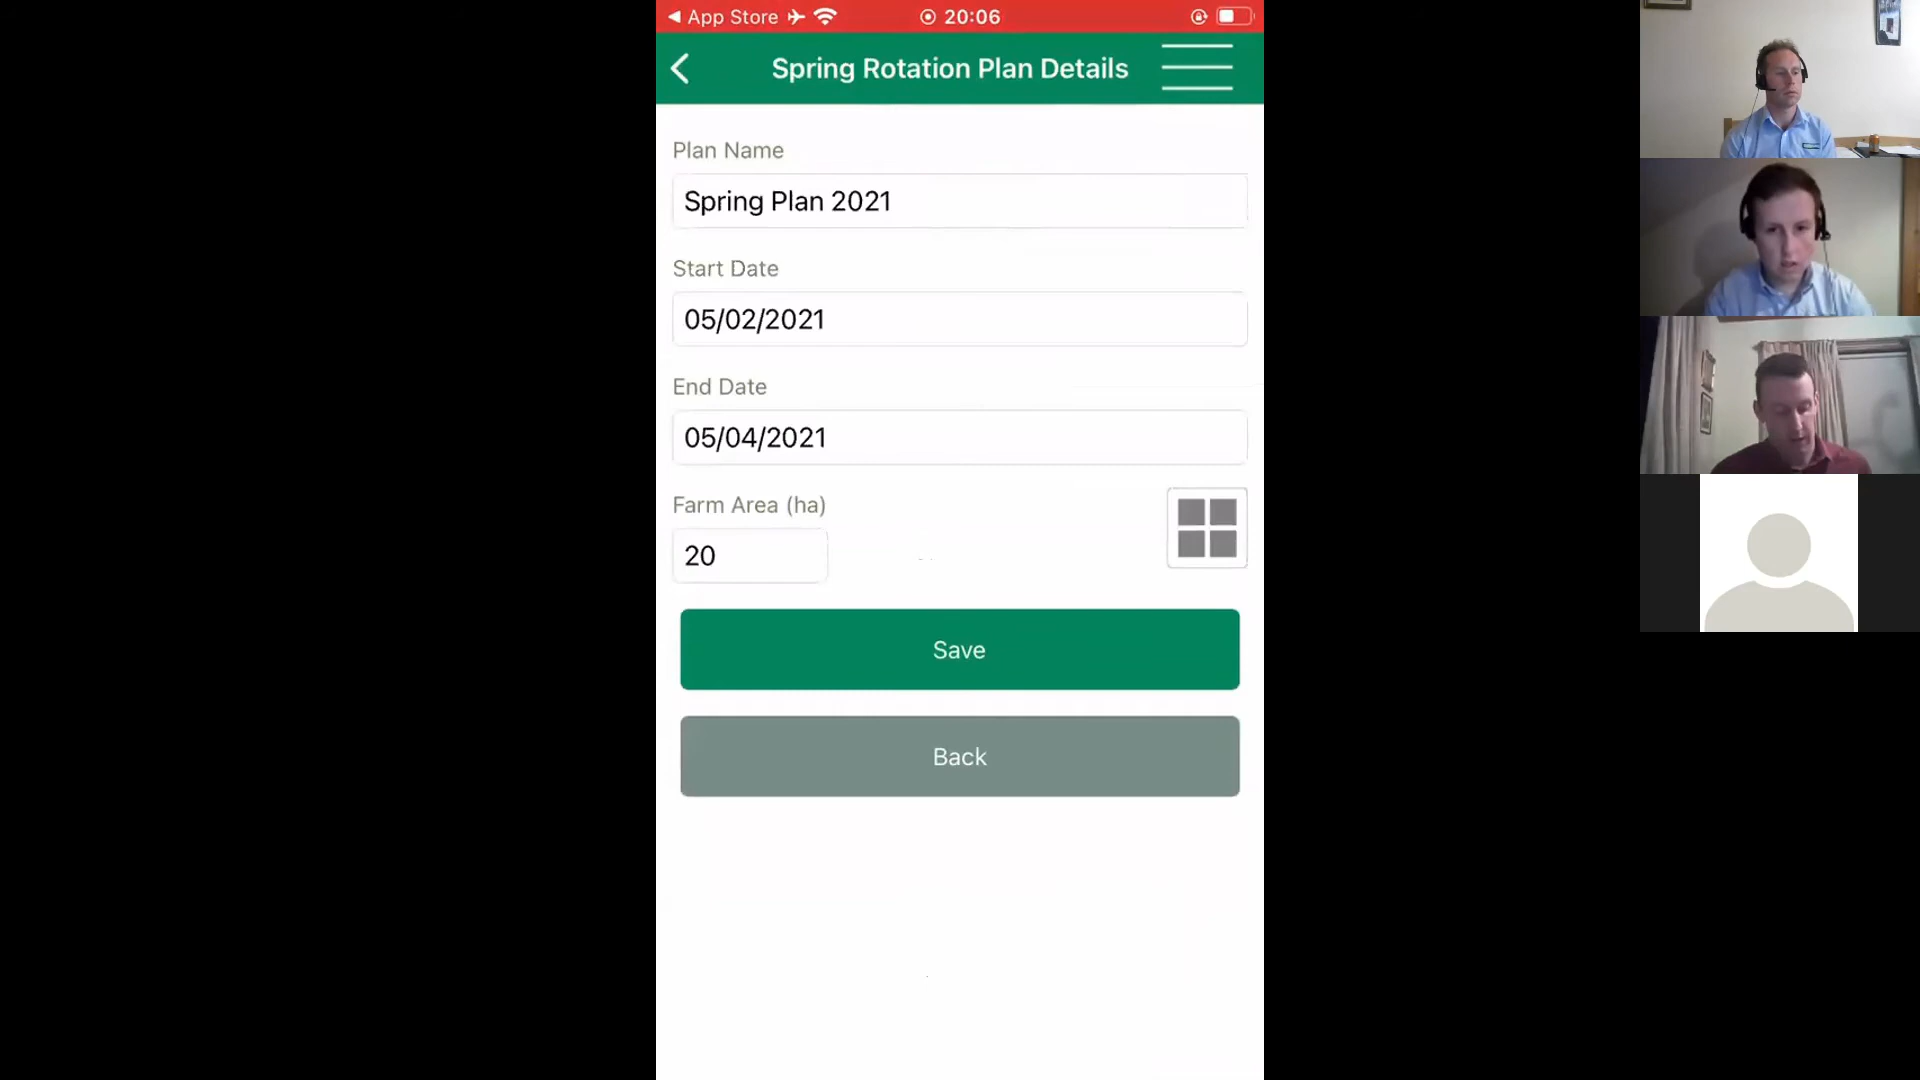 App Store
20:06
Spring Rotation Plan Details
Plan Name
Spring Plan 2021
Start Date
05/02/2021
End Date
05/04/2021
Farm Area (ha)
20
Save
Back